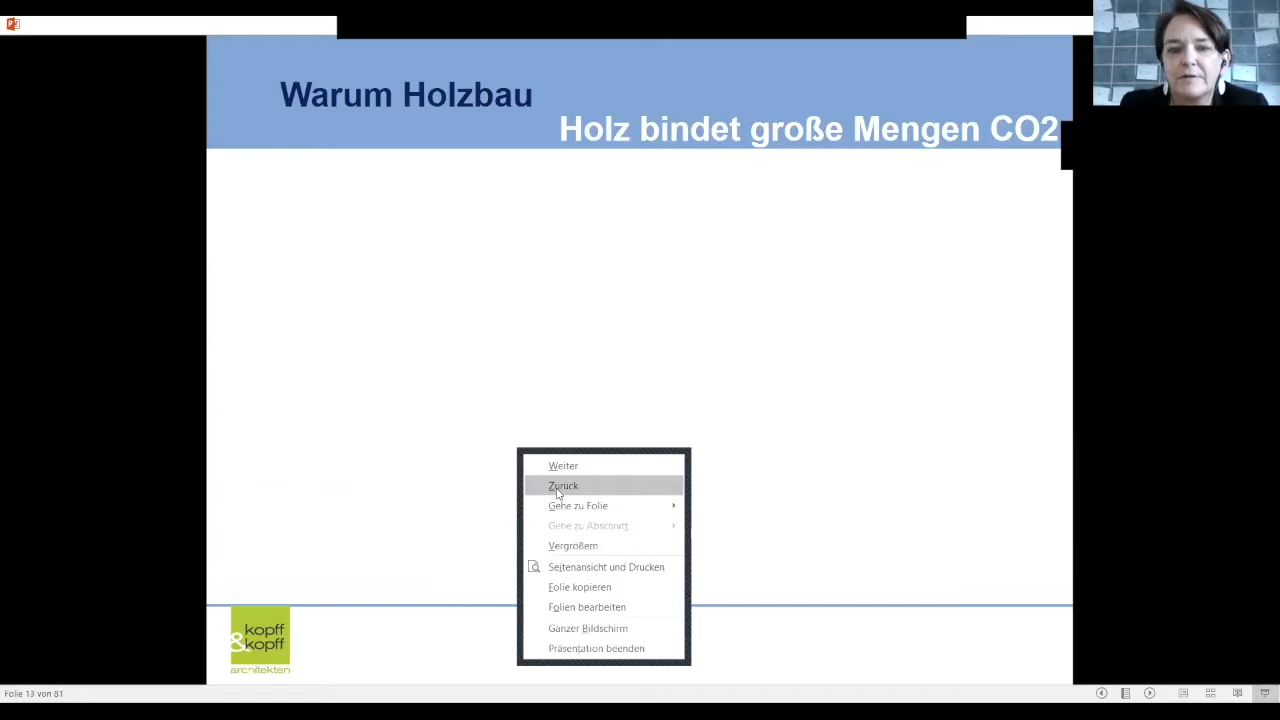 Warum Holzbau
Holz bindet große Mengen CO2
Weiter
Zurück
Gehe zu Folie
Gehe zu Abschnitt
Vergrößern
Seitenansicht und Drucken
Folie kopieren
Folien bearbeiten
Ganzer Bildschirm
Präsentation beenden
kopff
&kopff
architekten
Folie 13 von 81